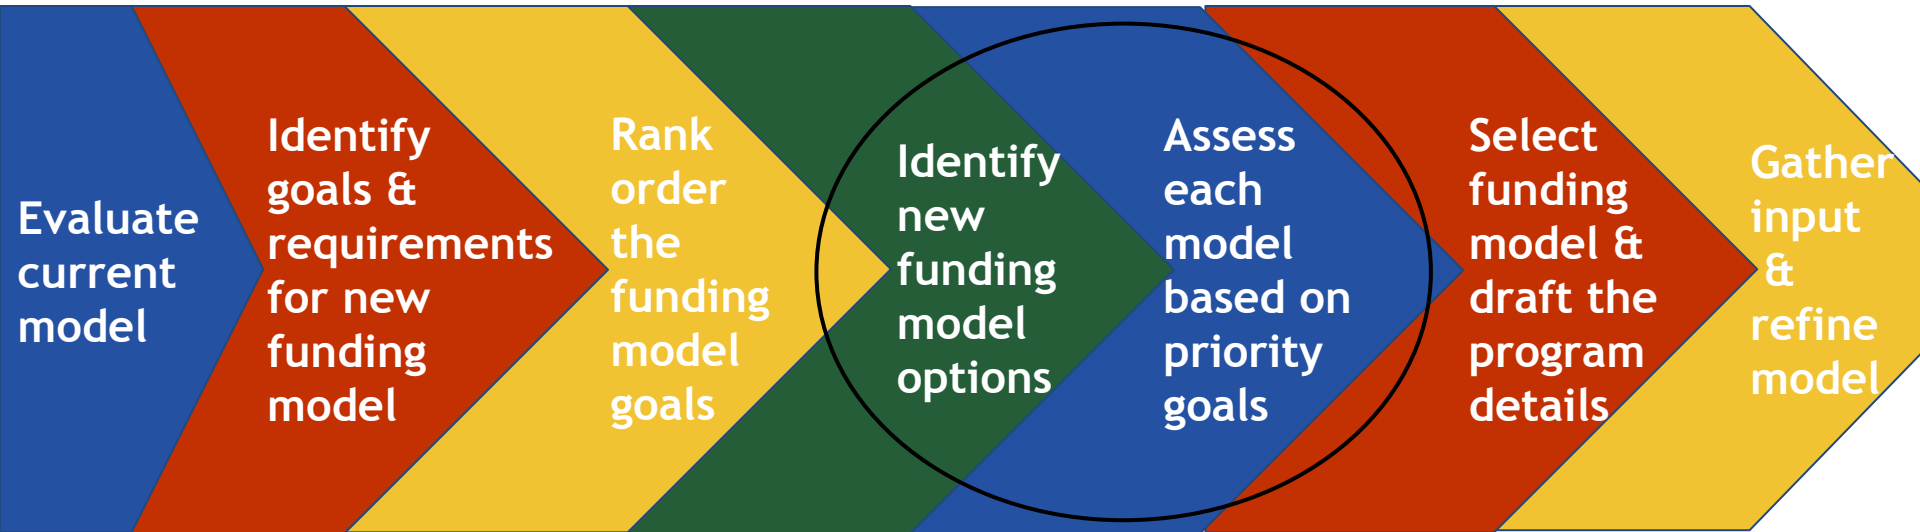 Evaluate
current
model
Identify
goals &
requirements
for new
funding
model
Rank
order
the
funding
model
goals
Identify
new
funding
model
options
Assess
each
model
based on
priority
goals
Select
funding
model &
draft the
program
details
Gather
input
&
refine
model